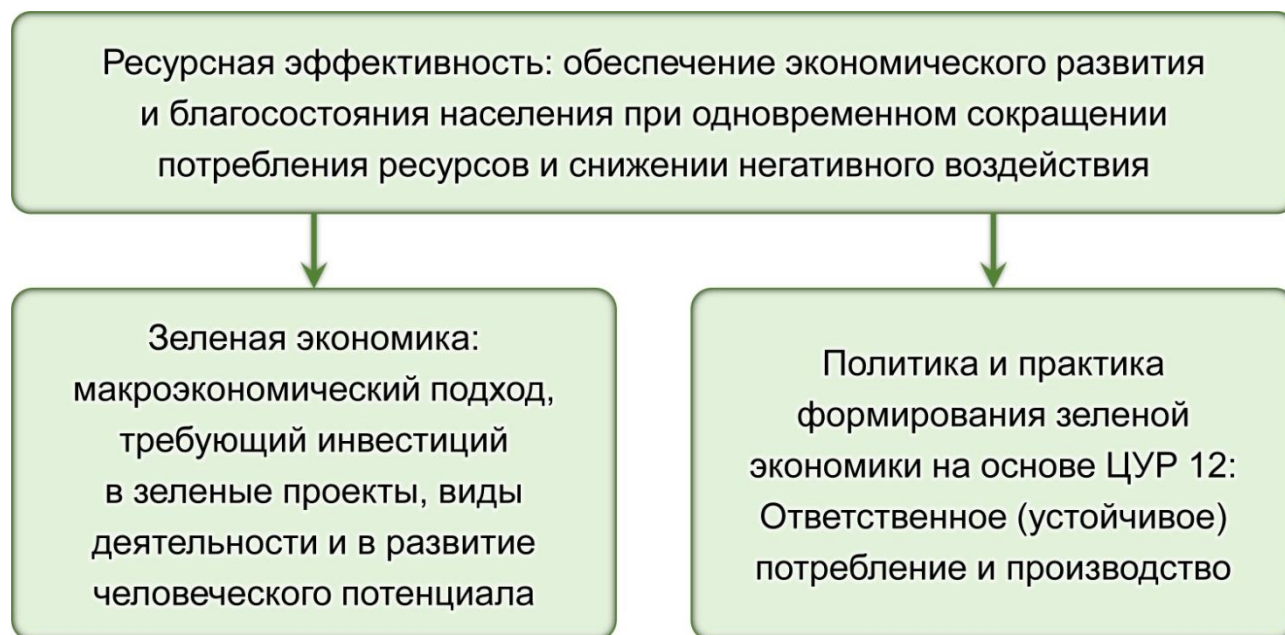 Ресурсная эффективность: обеспечение экономического развития
и благосостояния населения при одновременном сокращении
потребления ресурсов и снижении негативного воздействия
Зеленая экономика:
макроэкономический подход,
требующий инвестиций
в зеленые проекты, виды
деятельности и в развитие
человеческого потенциала
Политика и практика
формирования зеленой
экономики на основе ЦУР 12:
Ответственное (устойчивое)
потребление и производство